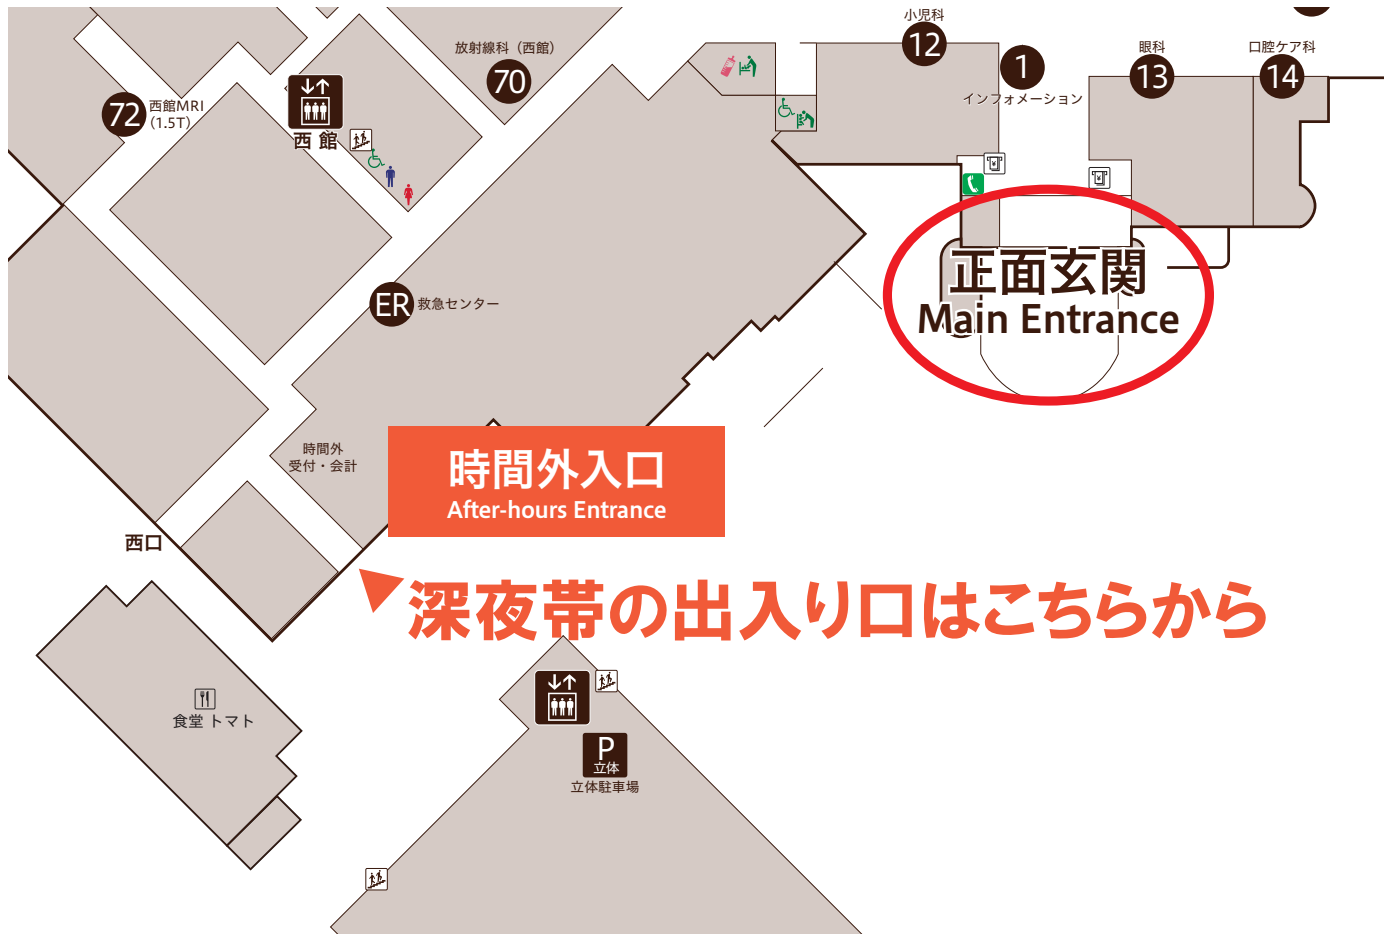 小児科
12
1
インフォメーション
眼科
13
口腔ケア科
14
放射線科（西館）
70
72
西館MRI
（1.5T）
西 館
正面玄関
Main Entrance
ER
救急センター
時間外
受付・会計
時間外入口
After-hours Entrance
西口
深夜帯の出入り口はこちらから
食堂 トマト
P
立体
立体駐車場